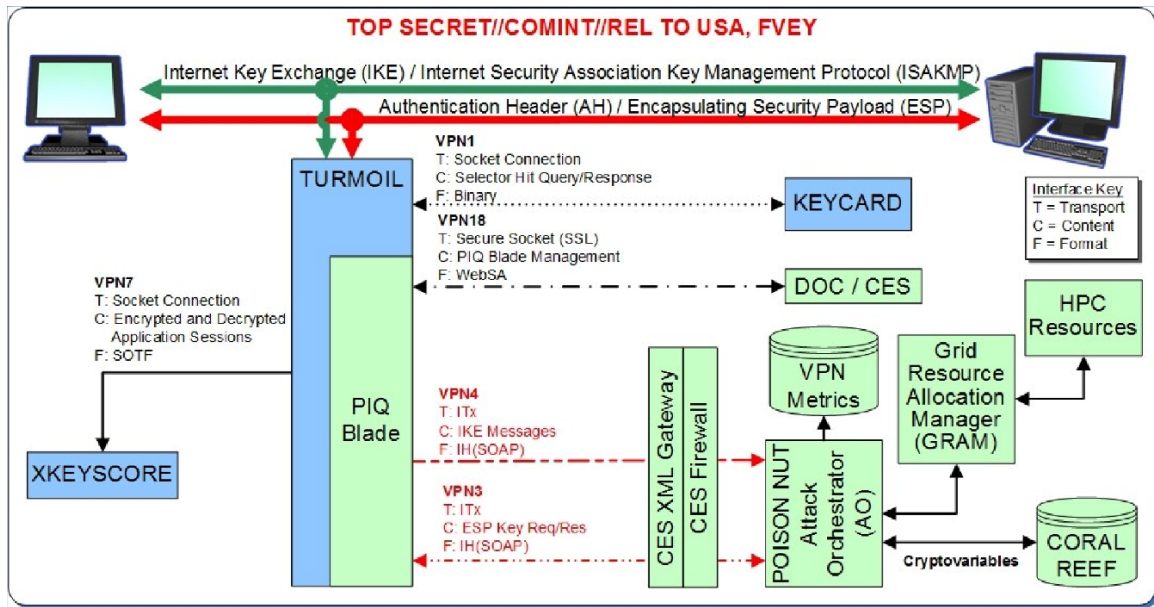 TOP SECRET//COMINT//REL TO USA, FVEY
Internet Key Exchange (IKE) / Internet Security Association Key Management Protocol (ISAKMP)
Authentication Header (AH) / Encapsulating Security Payload (ESP)
TURMOIL
VPN1
T: Socket Connection
C: Selector Hit Query/Response
F: Binary
KEYCARD
Interface Key
T = Transport
C = Content
F = Format
VPN18
T: Secure Socket (SSL)
C: PIQ Blade Management
F: WebSA
DOC / CES
VPN7
T: Socket Connection
C: Encrypted and Decrypted
Application Sessions
F: SOTF
XKEYSCORE
PIQ
Blade
VPN4
T: ITx
C: IKE Messages
F: IH(SOAP)
VPN3
T: ITx
C: ESP Key Req/Res
F: IH(SOAP)
CES XML Gateway
CES Firewall
VPN
Metrics
POISON NUT
Attack
Orchestrator
(AO)
Grid
Resource
Allocation
Manager
(GRAM)
HPC
Resources
Cryptovariables
CORAL
REEF